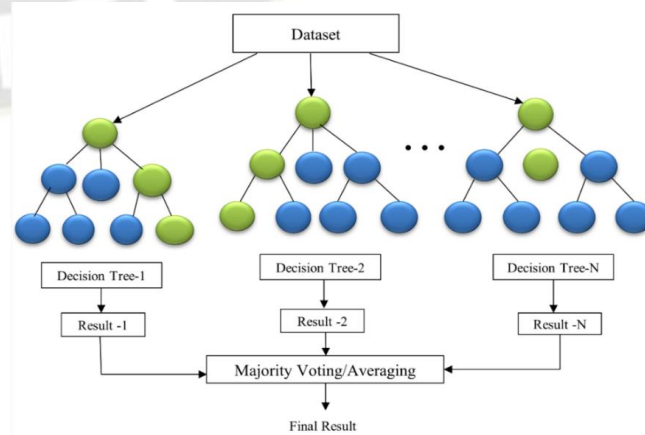 Dataset
...
Decision Tree-1
Decision Tree-2
Decision Tree-N
Result -1
Result -2
Result -N
Majority Voting/Averaging
Final Result